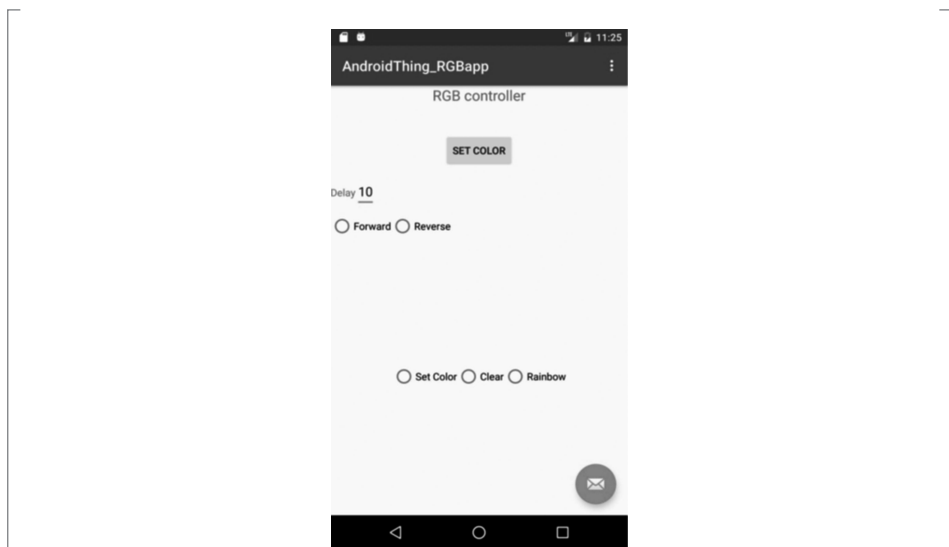 11:25
AndroidThing_RGBapp
RGB controller
SET COLOR
Delay 10
Forward Reverse
Set Color Clear Rainbow